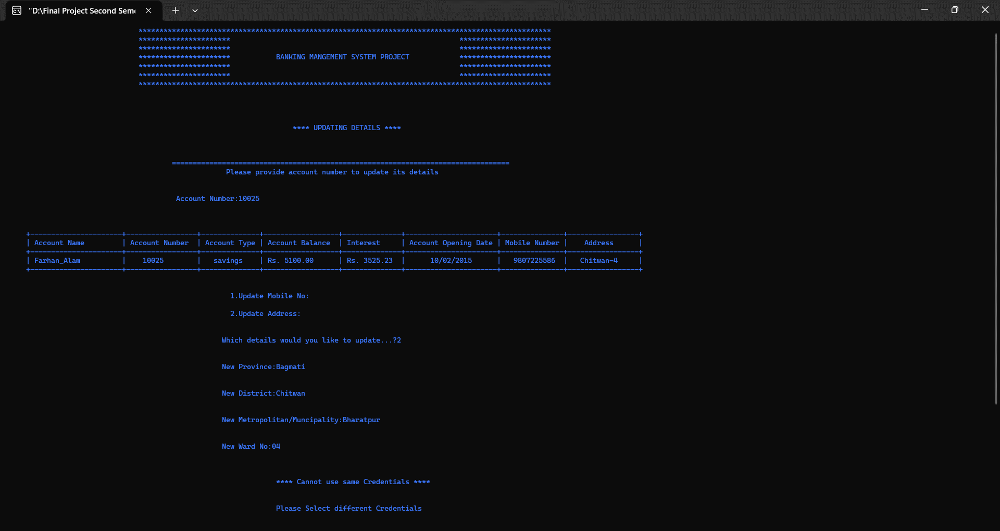 "D:\Final Project Second Seme
*******************************************************************************

********************** **********************
********************** **********************
********************** BANKING MANGEMENT SYSTEM PROJECT **********************
********************** **********************
********************** **********************
***************************************************************************************************
**** UPDATING DETAILS ****
=================================================================================
Please provide account number to update its details
Account Number:10025
+----------------------+-----------------+--------------+------------------+--------------+----------------------+---------------+-----------------+
| Account Name | Account Number | Account Type | Account Balance | Interest | Account Opening Date | Mobile Number | Address |
+----------------------+-----------------+--------------+------------------+--------------+----------------------+---------------+-----------------+
| Farhan_Alam | 10025 | savings | Rs. 5100.00 | Rs. 3525.23 | 10/02/2015 | 9807225586 | Chitwan-4 |
+----------------------+-----------------+--------------+------------------+--------------+----------------------+---------------+-----------------+
1.Update Mobile No:
2.Update Address:
Which details would you like to update...?2
New Province:Bagmati
New District:Chitwan
New Metropolitan/Muncipality:Bharatpur
New Ward No:04
**** Cannot use same Credentials ****
Please Select different Credentials